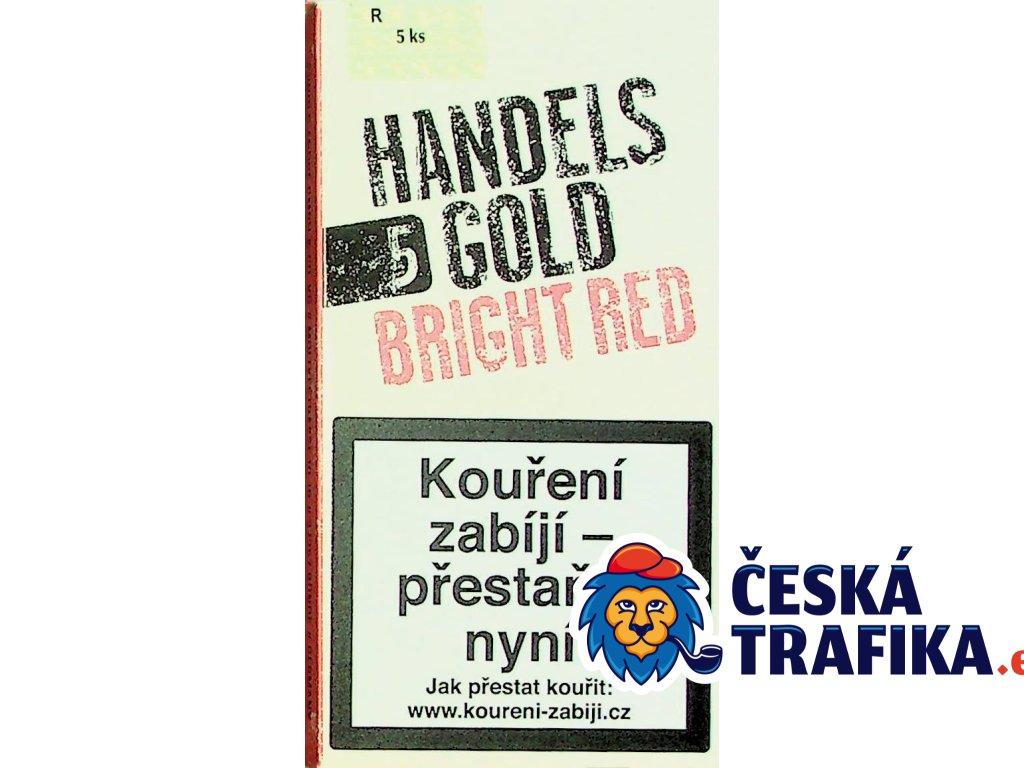 R
5 ks
HANDELS
5 GOLD
BRIGHT RED
Kouření
zabíjí –
nyní
Jak přestat kouřit:
www.koureni-zabiji.cz
ČESKÁ
TRAFIKA.e